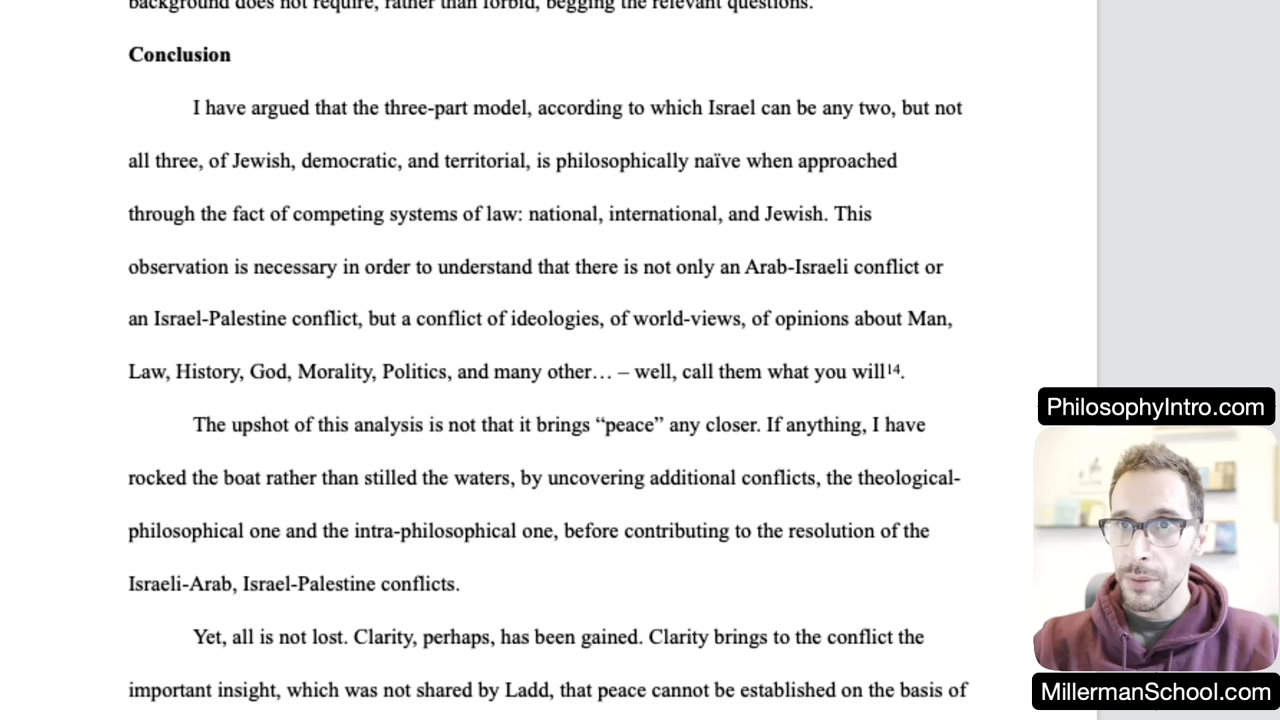 background does not require, rather than forbid, begging the relevant questions.
Conclusion
I have argued that the three-part model, according to which Israel can be any two, but not
all three, of Jewish, democratic, and territorial, is philosophically naïve when approached
through the fact of competing systems of law: national, international, and Jewish. This
observation is necessary in order to understand that there is not only an Arab-Israeli conflict or
an Israel-Palestine conflict, but a conflict of ideologies, of world-views, of opinions about Man,
Law, History, God, Morality, Politics, and many other… – well, call them what you will¹⁴.
The upshot of this analysis is not that it brings “peace” any closer. If anything, I have
rocked the boat rather than stilled the waters, by uncovering additional conflicts, the theological-
philosophical one and the intra-philosophical one, before contributing to the resolution of the
Israeli-Arab, Israel-Palestine conflicts.
Yet, all is not lost. Clarity, perhaps, has been gained. Clarity brings to the conflict the
important insight, which was not shared by Ladd, that peace cannot be established on the basis of
PhilosophyIntro.com
MillermanSchool.com